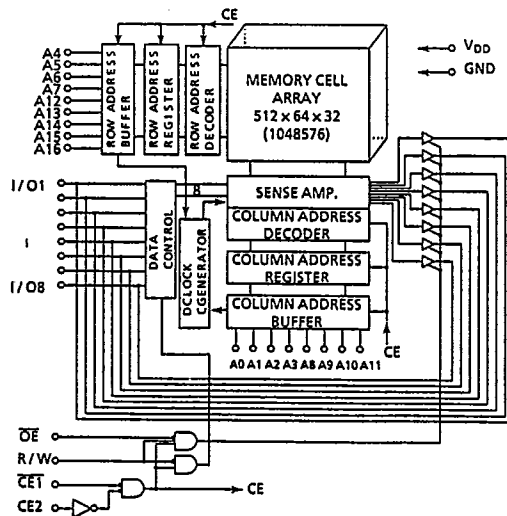 CE
A4
A5
A6
A7
A12
A13
A14
A15
A16
ROW ADDRESS BUFFER
ROW ADDRESS REGISTER
ROW ADDRESS DECODER
MEMORY CELL
ARRAY
512 x 64 x 32
(1048576)
VDD
GND
I/O1
I
I/O8
DATA CONTROL
8
DCLOCK
CGENERATOR
SENSE AMP.
COLUMN ADDRESS
DECODER
COLUMN ADDRESS
REGISTER
COLUMN ADDRESS
BUFFER
A0 A1 A2 A3 A8 A9 A10 A11
CE
OE
R/W
CE1
CE2
CE